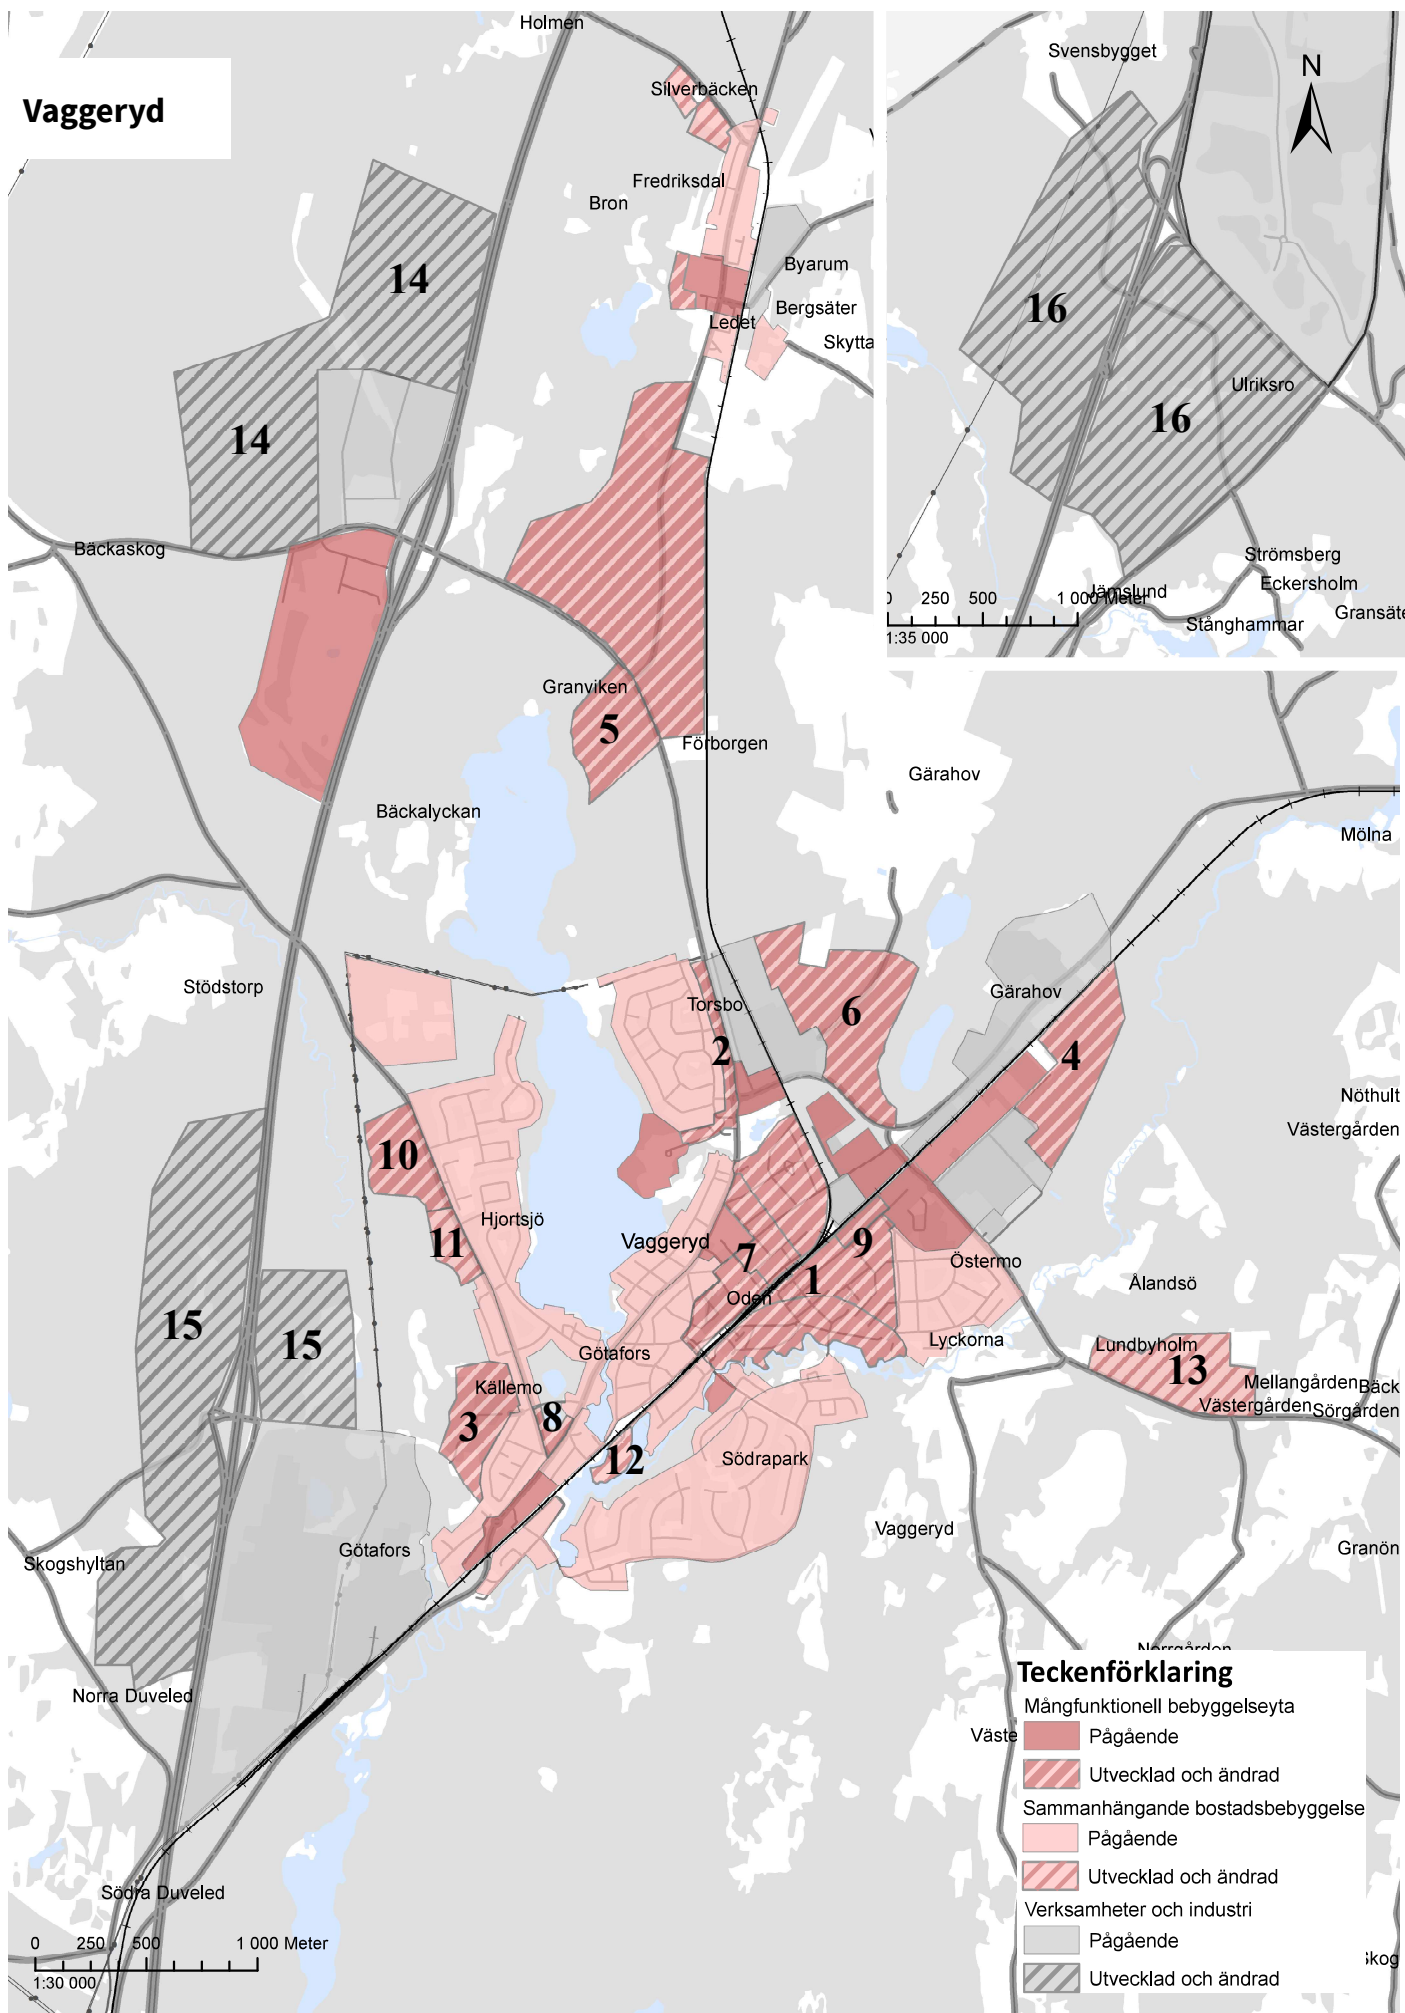 Vaggeryd
Holmen
Silverbäcken
Fredriksdal
Bron
Byarum
Bergsäter
Ledet
Skytta
14
14
Bäckaskog
Svensbygget
N
16
16
Ulriksro
Strömsberg
Eckersholm
Jämslund
Stånghammar
Gransäte
0 250 500 1 000 Meter
1:35 000
Granviken
5
Förborgen
Gärahov
Bäckalyckan
Mölna
Stödstorp
Torsbo
6
Gärahov
2
4
Nöthult
Västergården
10
Hjortsjö
11
Vaggeryd
7
9
Östermo
1
Oden
Ålandsö
15
15
Götafors
Lyckorna
Lundbyholm
13
Mellangården
Bäck
Västergården
Sörgården
Källemo
3
8
12
Södrapark
Vaggeryd
Granön
Skogshyltan
Götafors
Norra Duveled
Norrgården
Väste
Södra Duveled
Skog
0 250 500 1 000 Meter
1:30 000
Teckenförklaring
Mångfunktionell bebyggelseyta
Pågående
Utvecklad och ändrad
Sammanhängande bostadsbebyggelse
Pågående
Utvecklad och ändrad
Verksamheter och industri
Pågående
Utvecklad och ändrad